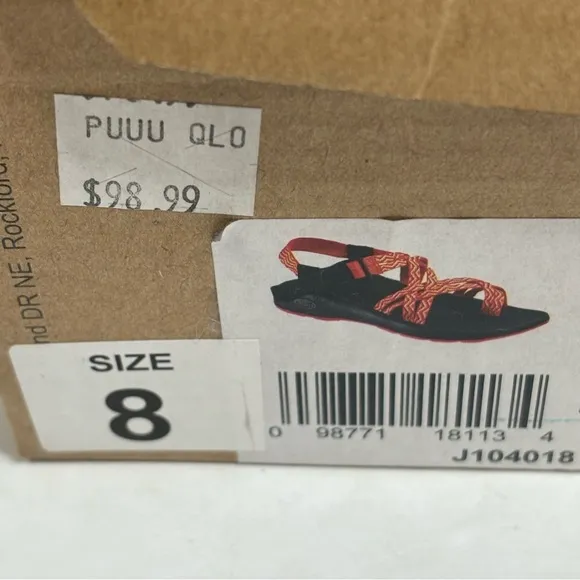 PUUU QLO
$98.99
nd DR NE, Rockford,
SIZE
8
0 98771 18113 4
J104018